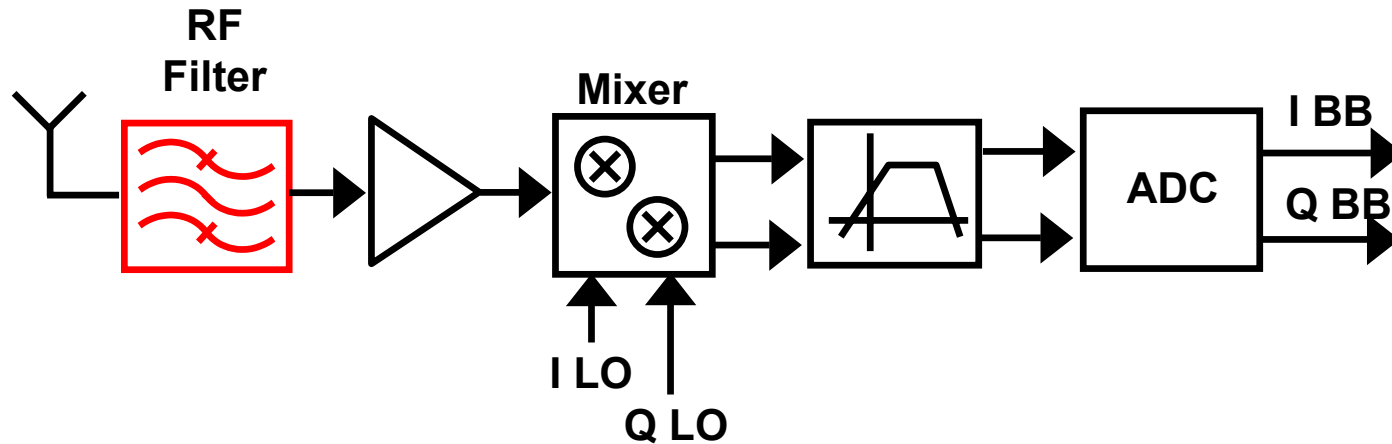 RF
Filter
Mixer
I LO
Q LO
ADC
I BB
Q BB